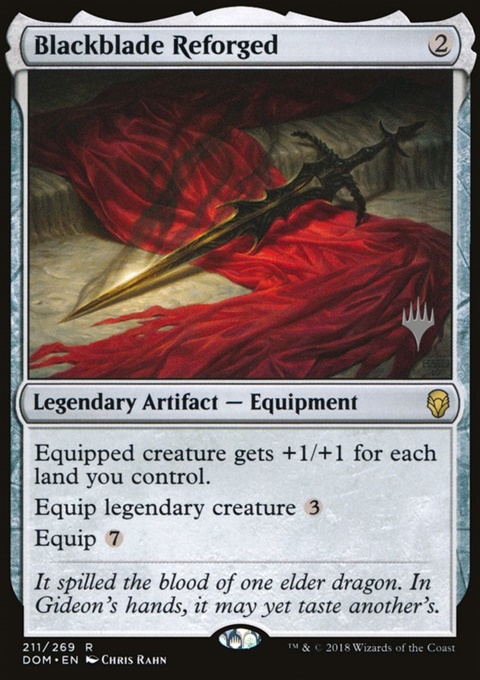 Blackblade Reforged 2
Legendary Artifact — Equipment
Equipped creature gets +1/+1 for each
land you control.
Equip legendary creature 3
Equip 7
It spilled the blood of one elder dragon. In
Gideon's hands, it may yet taste another's.
211/269 R
DOM • EN Chris Rahn
™ & © 2018 Wizards of the Coast